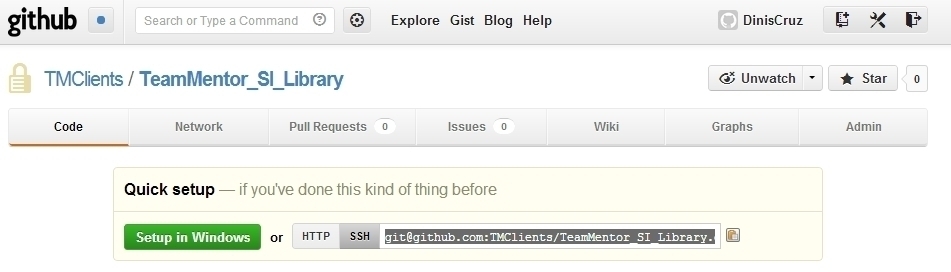 github Search or Type a Command Explore Gist Blog Help DinisCruz
TMClients / TeamMentor_SI_Library Unwatch Star 0
Code Network Pull Requests 0 Issues 0 Wiki Graphs Admin
Quick setup — if you've done this kind of thing before
Setup in Windows or HTTP SSH git@github.com:TMClients/TeamMentor_SI_Library.